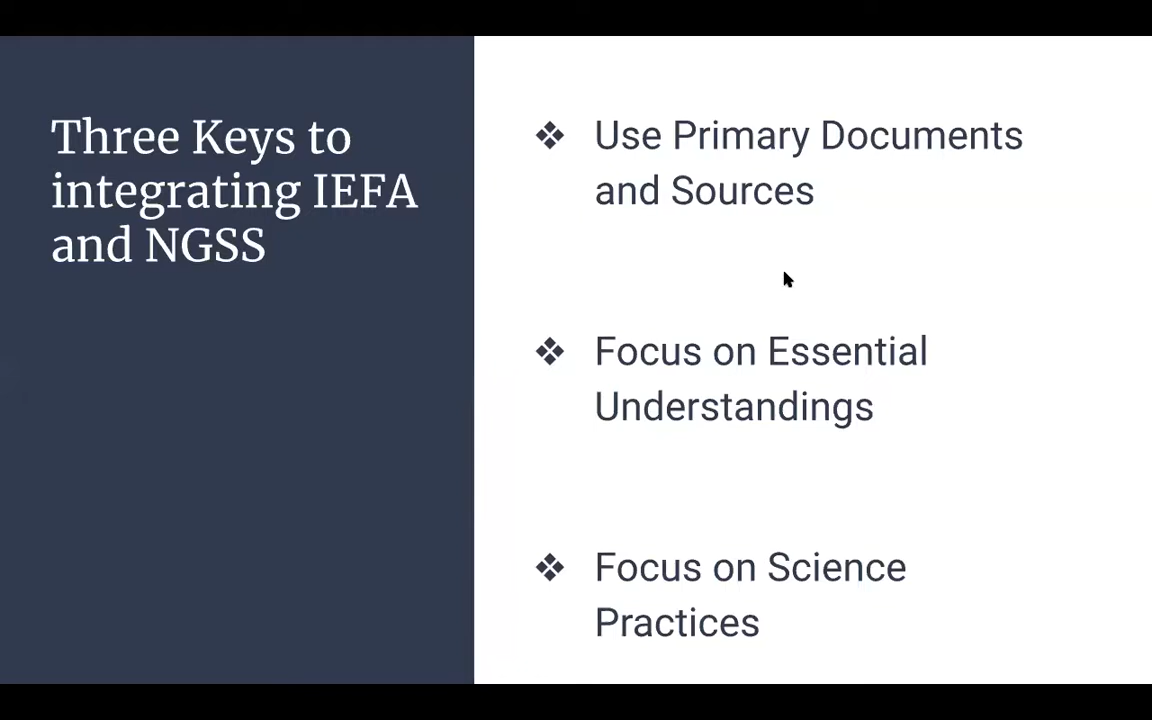 Three Keys to
integrating IEFA
and NGSS
❖ Use Primary Documents
and Sources
❖ Focus on Essential
Understandings
❖ Focus on Science
Practices